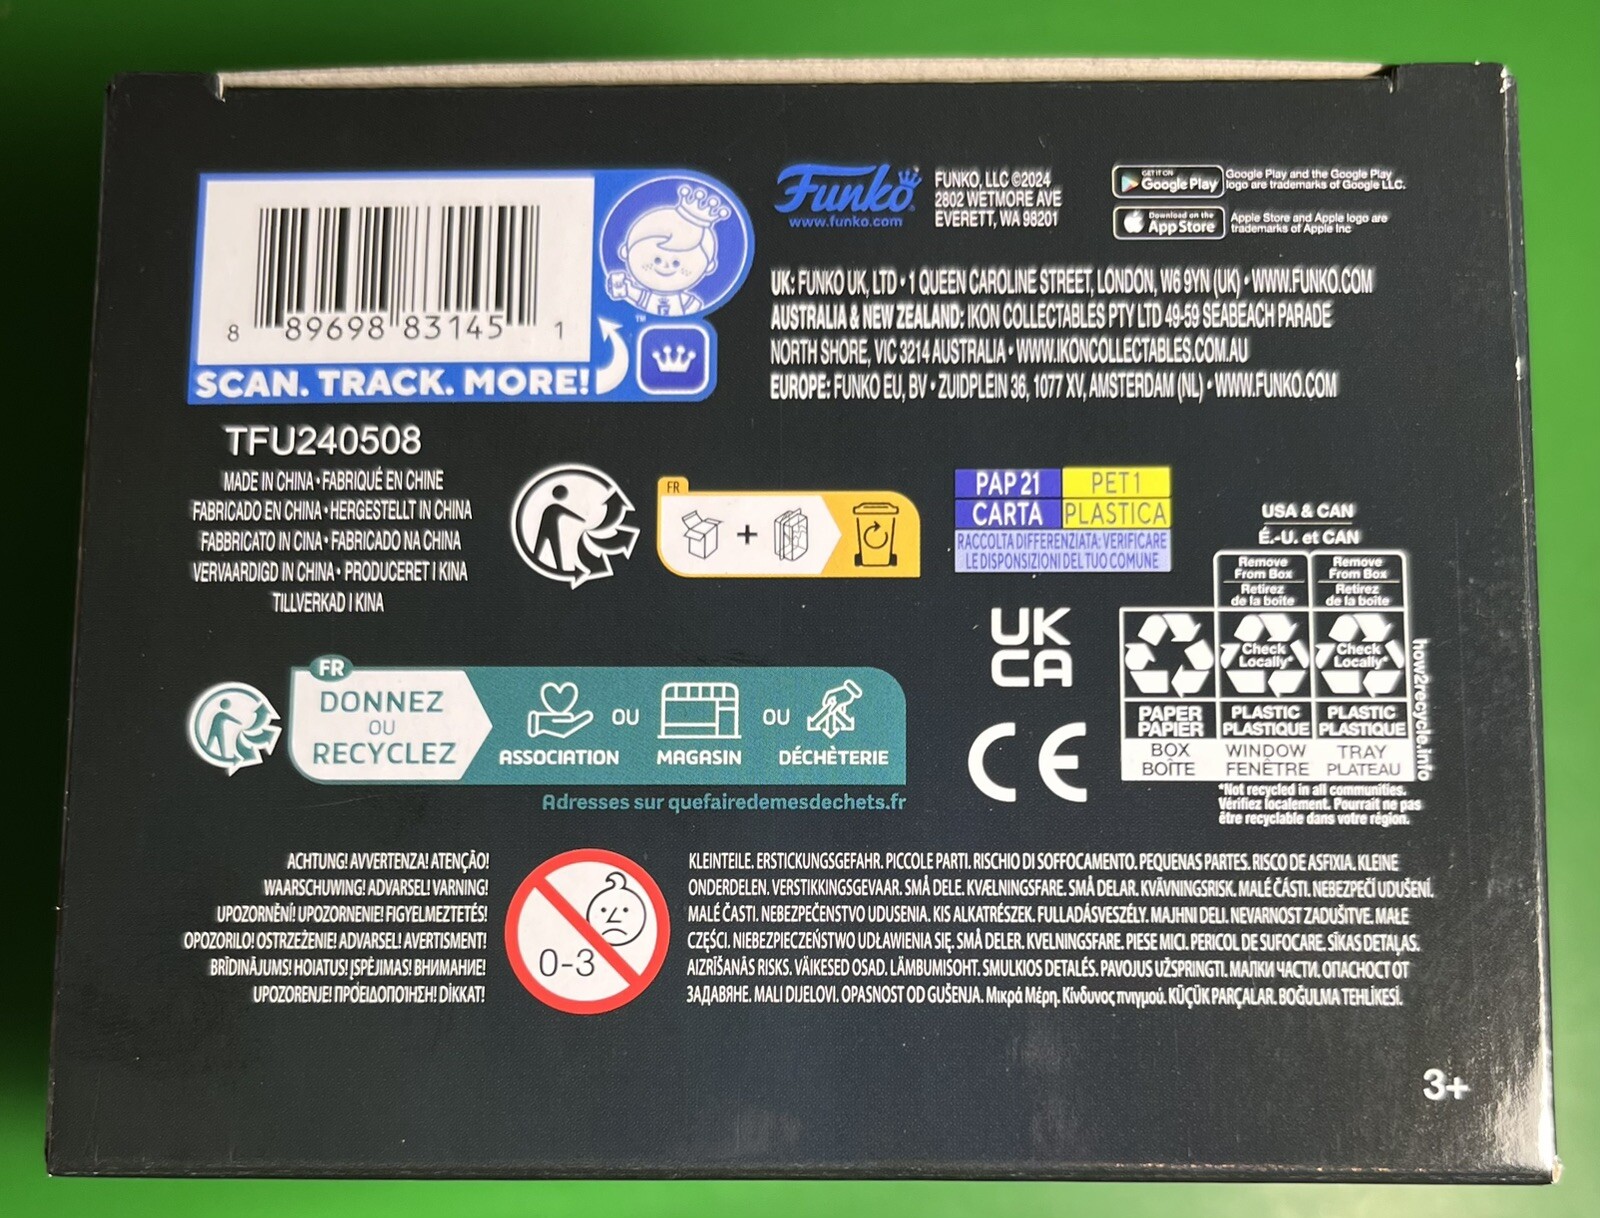 8 89698 83145 1
SCAN. TRACK. MORE!
™
Funko
www.funko.com
FUNKO, LLC ©2024
2802 WETMORE AVE
EVERETT, WA 98201
GET IT ON
Google Play
Google Play and the Google Play
logo are trademarks of Google LLC.
Download on the
App Store
Apple Store and Apple logo are
trademarks of Apple Inc
UK: FUNKO UK, LTD • 1 QUEEN CAROLINE STREET, LONDON, W6 9YN (UK) • WWW.FUNKO.COM
AUSTRALIA & NEW ZEALAND: IKON COLLECTABLES PTY LTD 49-59 SEABEACH PARADE
NORTH SHORE, VIC 3214 AUSTRALIA • WWW.IKONCOLLECTABLES.COM.AU
EUROPE: FUNKO EU, BV • ZUIDPLEIN 36, 1077 XV, AMSTERDAM (NL) • WWW.FUNKO.COM
TFU240508
MADE IN CHINA • FABRIQUÉ EN CHINE
FABRICADO EN CHINA • HERGESTELLT IN CHINA
FABBRICATO IN CINA • FABRICADO NA CHINA
VERVAARDIGD IN CHINA • PRODUCERET I KINA
TILLVERKAD I KINA
FR
+
PAP 21
PET 1
CARTA
PLASTICA
RACCOLTA DIFFERENZIATA: VERIFICARE
LE DISPOSIZIONI DEL TUO COMUNE
USA & CAN
É.-U. et CAN
Remove
From Box
Retirez
de la boîte
Remove
From Box
Retirez
de la boîte
Check
Locally*
Check
Locally*
PAPER
PAPIER
PLASTIC
PLASTIQUE
PLASTIC
PLASTIQUE
BOX
BOÎTE
WINDOW
FENÊTRE
TRAY
PLATEAU
how2recycle.info
*Not recycled in all communities.
Vérifiez localement. Pourrait ne pas
être recyclable dans votre région.
UK
CA
CE
FR
DONNEZ
OU
RECYCLEZ
ASSOCIATION
OU
MAGASIN
OU
DÉCHÈTERIE
Adresses sur quefairedemesdechets.fr
ACHTUNG! AVVERTENZA! ATENÇÃO!
WAARSCHUWING! ADVARSEL! VARNING!
UPOZORNĚNÍ! UPOZORNENIE! FIGYELMEZTETÉS!
OPOZORILO! OSTRZEŻENIE! ADVARSEL! AVERTISMENT!
BRĪDINĀJUMS! HOIATUS! ĮSPĖJIMAS! ВНИМАНИЕ!
UPOZORENJE! ΠΡΟΕΙΔΟΠΟΙΗΣΗ! DİKKAT!
0-3
KLEINTEILE. ERSTICKUNGSGEFAHR. PICCOLE PARTI. RISCHIO DI SOFFOCAMENTO. PEQUENAS PARTES. RISCO DE ASFIXIA. KLEINE
ONDERDELEN. VERSTIKKINGSGEVAAR. SMÅ DELE. KVÆLNINGSFARE. SMÅ DELAR. KVÄVNINGSRISK. MALÉ ČÁSTI. NEBEZPEČÍ UDUŠENÍ.
MALÉ ČASTI. NEBEZPEČENSTVO UDUSENIA. KIS ALKATRÉSZEK. FULLADÁSVESZÉLY. MAJHNI DELI. NEVARNOST ZADUŠITVE. MAŁE
CZĘŚCI. NIEBEZPIECZEŃSTWO UDŁAWIENIA SIĘ. SMÅ DELER. KVELNINGSFARE. PIESE MICI. PERICOL DE SUFOCARE. SĪKAS DETAĻAS.
AIZRĪŠANĀS RISKS. VÄIKESED OSAD. LÄMBUMISOHT. SMULKIOS DETALĖS. PAVOJUS UŽSPRINGTI. МАЛКИ ЧАСТИ. ОПАСНОСТ ОТ
ЗАДАВЯНЕ. MALI DIJELOVI. OPASNOST OD GUŠENJA. Μικρά Μέρη. Κίνδυνος πνιγμού. KÜÇÜK PARÇALAR. BOĞULMA TEHLİKESİ.
3+